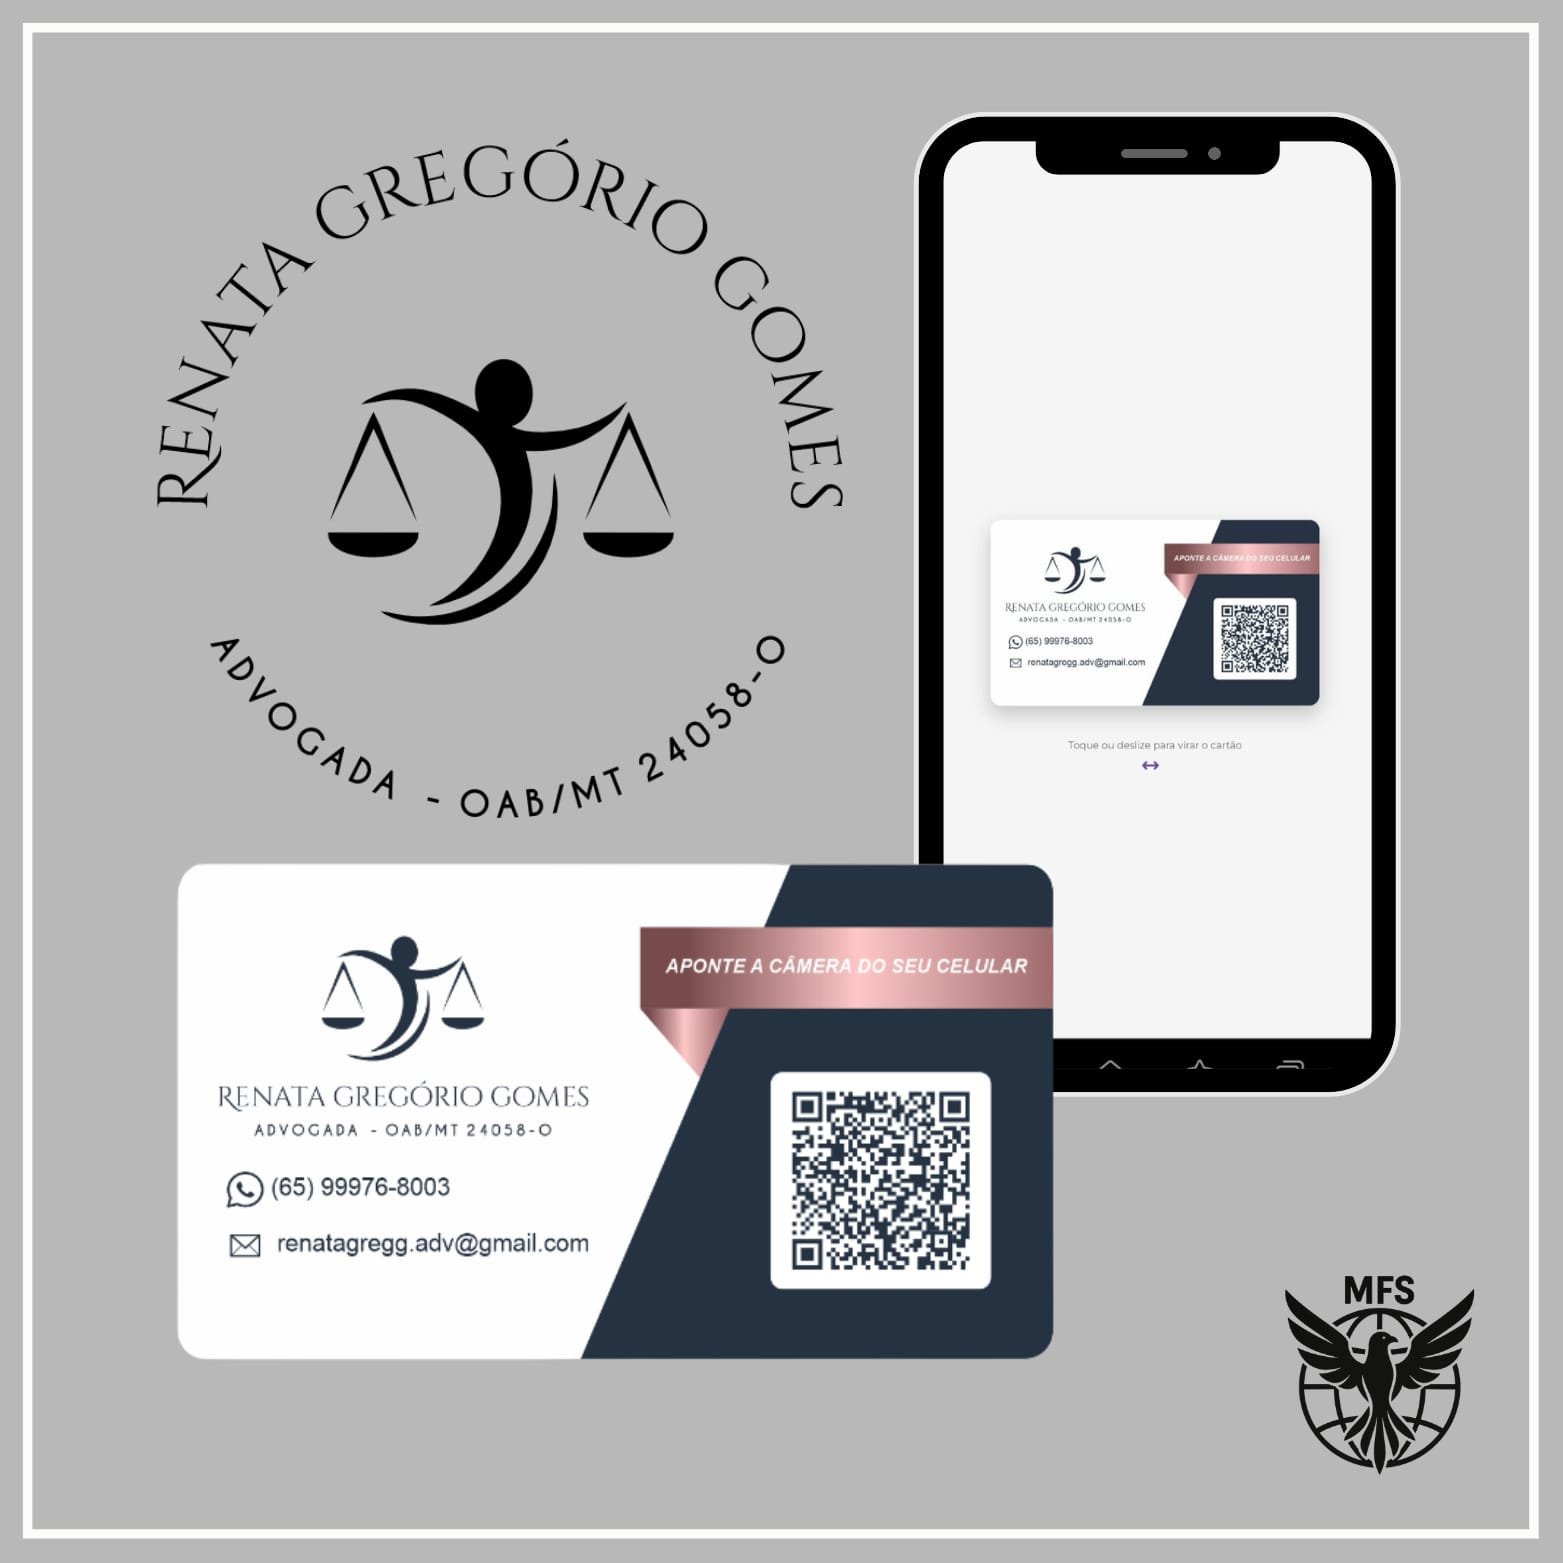 RENATA GREGÓRIO GOMES
ADVOGADA - OAB/MT 24058-O
APONTE A CÂMERA DO SEU CELULAR
RENATA GREGÓRIO GOMES
ADVOGADA - OAB/MT 24058-O
(65) 99976-8003
renatagregg.adv@gmail.com
Toque ou deslize para virar o cartão
APONTE A CÂMERA DO SEU CELULAR
RENATA GREGÓRIO GOMES
ADVOGADA - OAB/MT 24058-O
(65) 99976-8003
renatagregg.adv@gmail.com
MFS